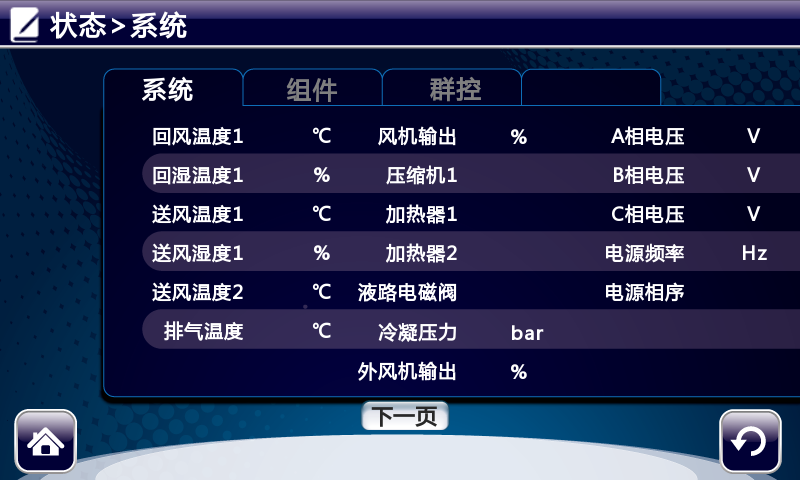 状态>系统
系统 组件 群控
回风温度1 ℃ 风机输出 % A相电压 V
回湿温度1 % 压缩机1 B相电压 V
送风温度1 ℃ 加热器1 C相电压 V
送风湿度1 % 加热器2 电源频率 Hz
送风温度2 ℃ 液路电磁阀 电源相序
排气温度 ℃ 冷凝压力 bar
外风机输出 %
下一页